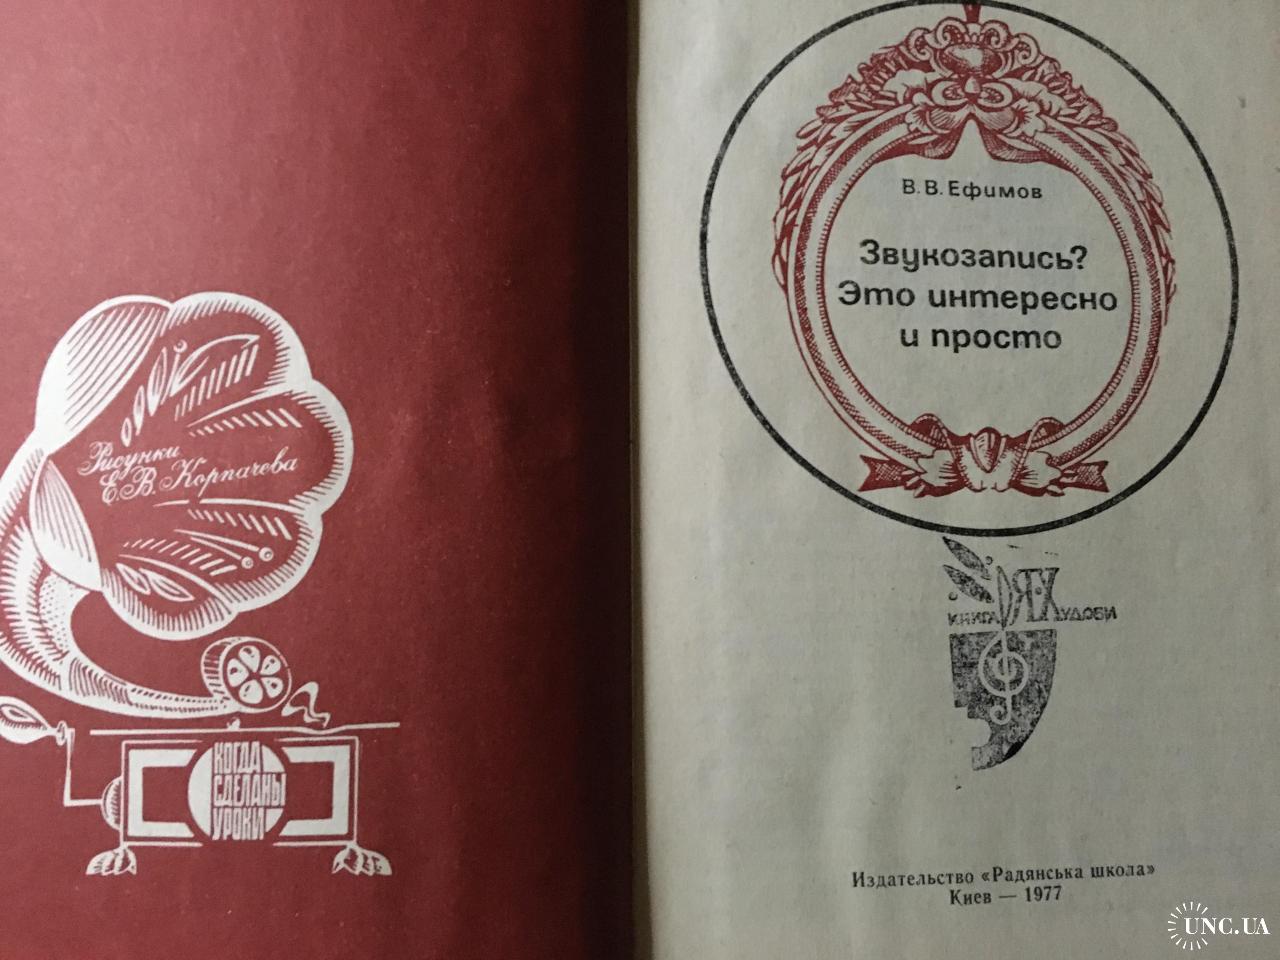 Рисунки
Е. В. Корпачева
КОГДА
СДЕЛАНЫ
УРОКИ
В. В. Ефимов
Звукозапись?
Это интересно
и просто
КНИГА Я. ХУДОБИ
Издательство «Радянська школа»
Киев — 1977
UNC.UA